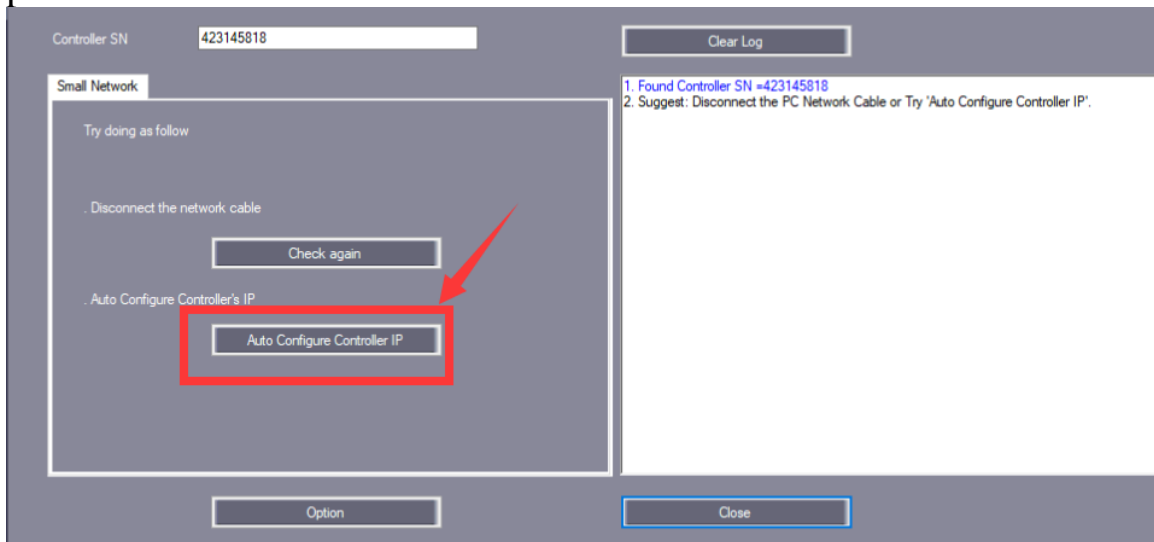 Controller SN
423145818
Clear Log
Small Network
1. Found Controller SN =423145818
2. Suggest: Disconnect the PC Network Cable or Try 'Auto Configure Controller IP'.
Try doing as follow
. Disconnect the network cable
Check again
. Auto Configure Controller's IP
Auto Configure Controller IP
Option
Close